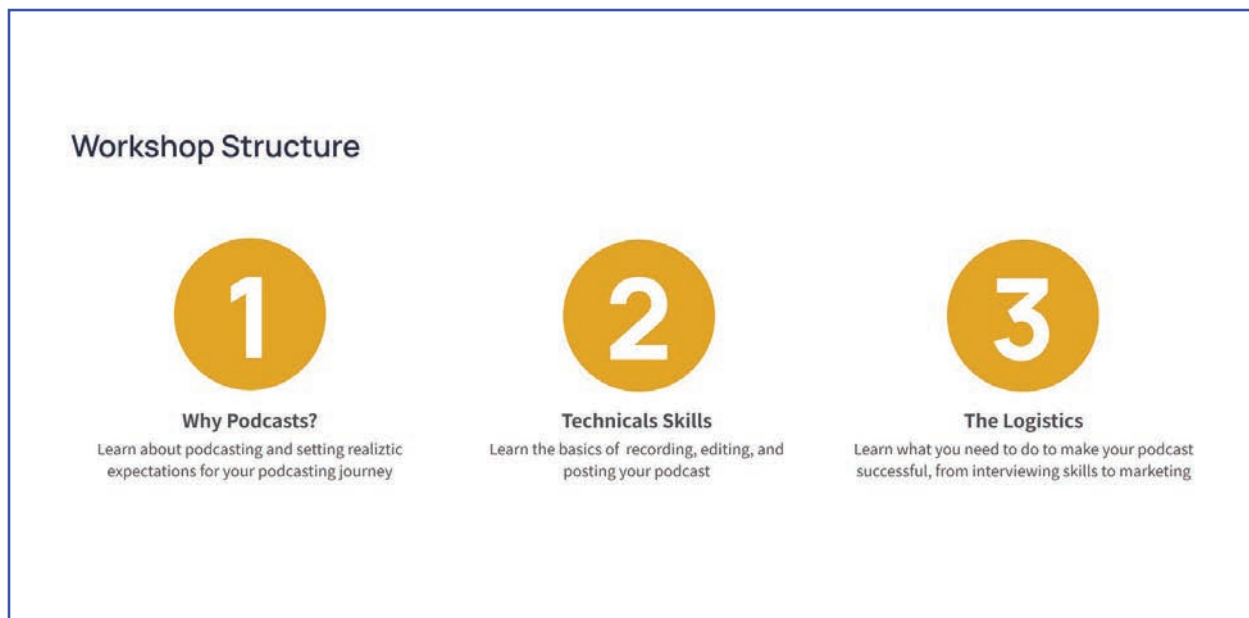 Workshop Structure
1
Why Podcasts?
Learn about podcasting and setting realiztic
expectations for your podcasting journey
2
Technicals Skills
Learn the basics of recording, editing, and
posting your podcast
3
The Logistics
Learn what you need to do to make your podcast
successful, from interviewing skills to marketing